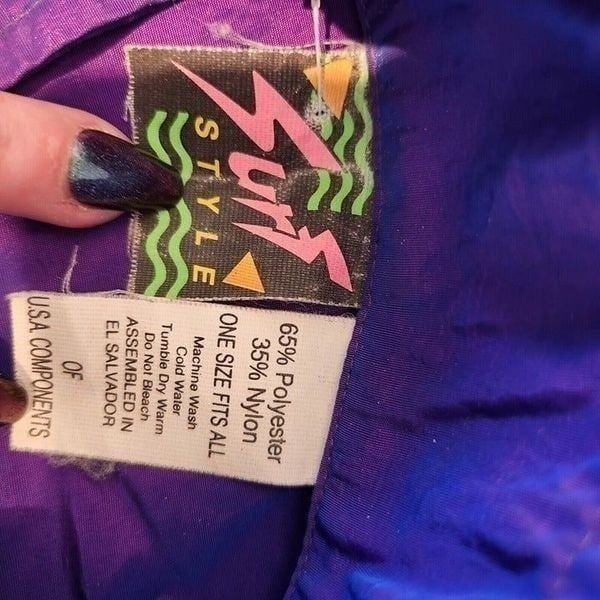 Surf
STYLE
65% Polyester
35% Nylon
ONE SIZE FITS ALL
Machine Wash
Cold Water
Tumble Dry Warm
Do Not Bleach
ASSEMBLED IN
EL SALVADOR
OF
U.S.A. COMPONENTS